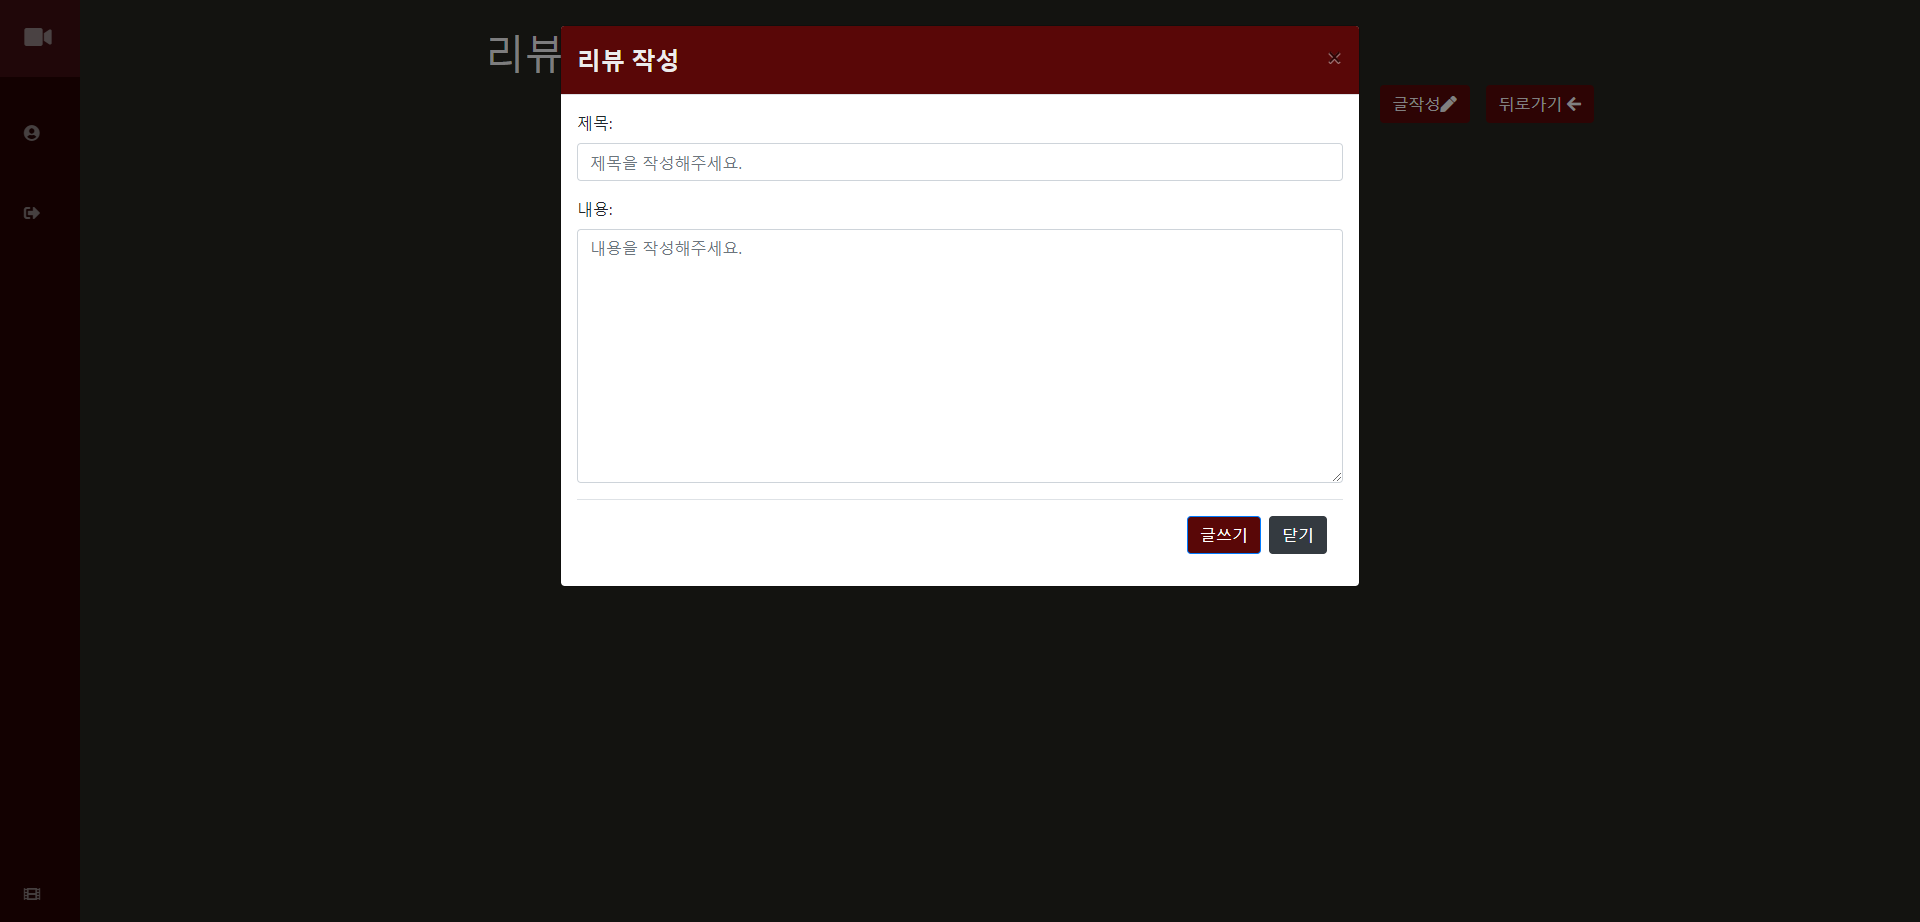 리뷰
리뷰 작성
×
글작성
뒤로가기
제목:
제목을 작성해주세요.
내용:
내용을 작성해주세요.
글쓰기
닫기